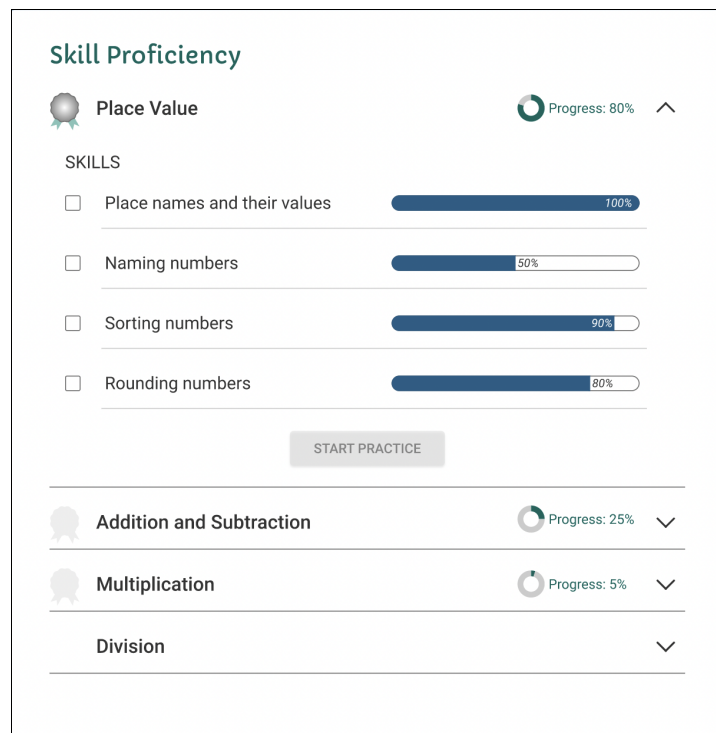 Skill Proficiency
Place Value
Progress: 80%
SKILLS
Place names and their values
100%
Naming numbers
50%
Sorting numbers
90%
Rounding numbers
80%
START PRACTICE
Addition and Subtraction
Progress: 25%
Multiplication
Progress: 5%
Division